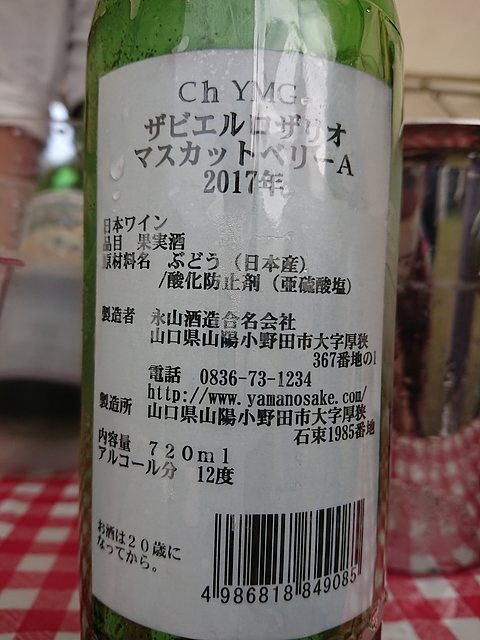 Ch YMG.
ザビエルロザリオ
マスカットベリーA
2017年
日本ワイン
品目 果実酒
原材料名 ぶどう（日本産）
/酸化防止剤（亜硫酸塩）
製造者 永山酒造合名会社
山口県山陽小野田市大字厚狭
367番地の1
電話 0836-73-1234
http://www.yamanosake.com/
製造所 山口県山陽小野田市大字厚狭
石束1985番地
内容量 720ml
アルコール分 12度
お酒は20歳に
なってから。
4 986818 849085